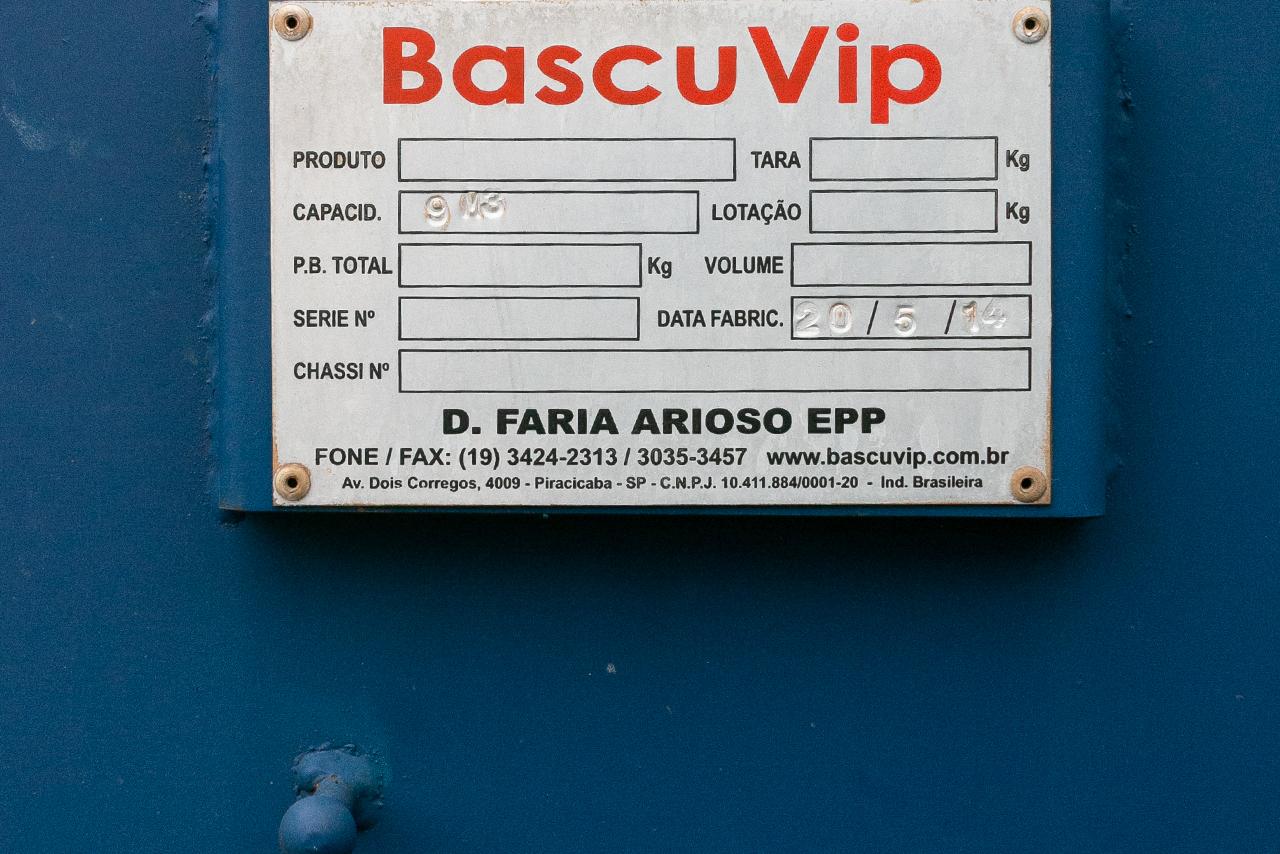 BascuVip
PRODUTO TARA Kg
CAPACID. 9 M3 LOTAÇÃO Kg
P.B. TOTAL Kg VOLUME
SERIE Nº DATA FABRIC. 20 / 5 / 14
CHASSI Nº
D. FARIA ARIOSO EPP
FONE / FAX: (19) 3424-2313 / 3035-3457 www.bascuvip.com.br
Av. Dois Corregos, 4009 - Piracicaba - SP - C.N.P.J. 10.411.884/0001-20 - Ind. Brasileira